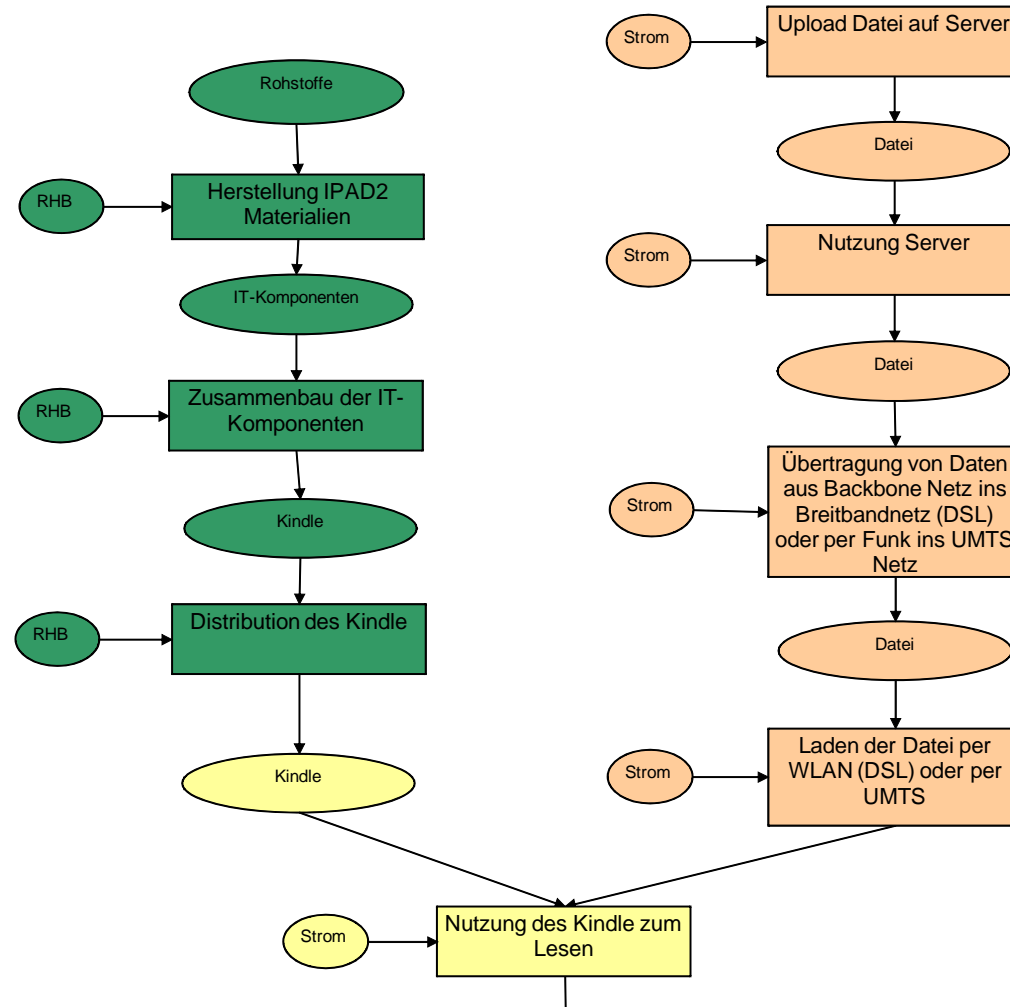 Rohstoffe
RHB
Herstellung IPAD2
Materialien
IT-Komponenten
RHB
Zusammenbau der IT-
Komponenten
Kindle
RHB
Distribution des Kindle
Kindle
Strom
Upload Datei auf Server
Datei
Strom
Nutzung Server
Datei
Strom
Übertragung von Daten
aus Backbone Netz ins
Breitbandnetz (DSL)
oder per Funk ins UMTS
Netz
Datei
Strom
Laden der Datei per
WLAN (DSL) oder per
UMTS
Strom
Nutzung des Kindle zum
Lesen